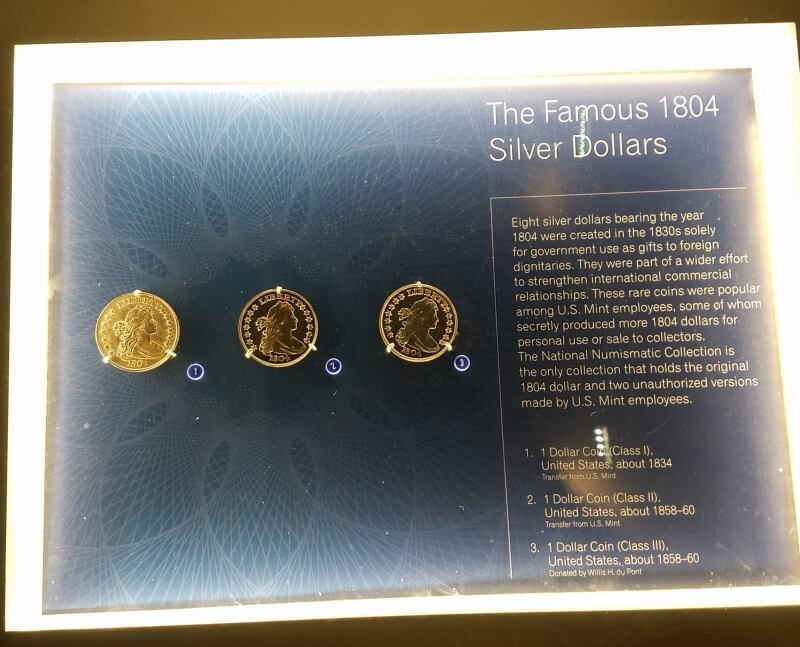 The Famous 1804
Silver Dollars
Eight silver dollars bearing the year
1804 were created in the 1830s solely
for government use as gifts to foreign
dignitaries. They were part of a wider effort
to strengthen international commercial
relationships. These rare coins were popular
among U.S. Mint employees, some of whom
secretly produced more 1804 dollars for
personal use or sale to collectors.
The National Numismatic Collection is
the only collection that holds the original
1804 dollar and two unauthorized versions
made by U.S. Mint employees.
1. 1 Dollar Coin (Class I),
United States, about 1834
Transfer from U.S. Mint
2. 1 Dollar Coin (Class II),
United States, about 1858–60
Transfer from U.S. Mint
3. 1 Dollar Coin (Class III),
United States, about 1858–60
Donated by Willis H. du Pont
LIBERTY
1804
1
LIBERTY
1804
2
LIBERTY
1804
3